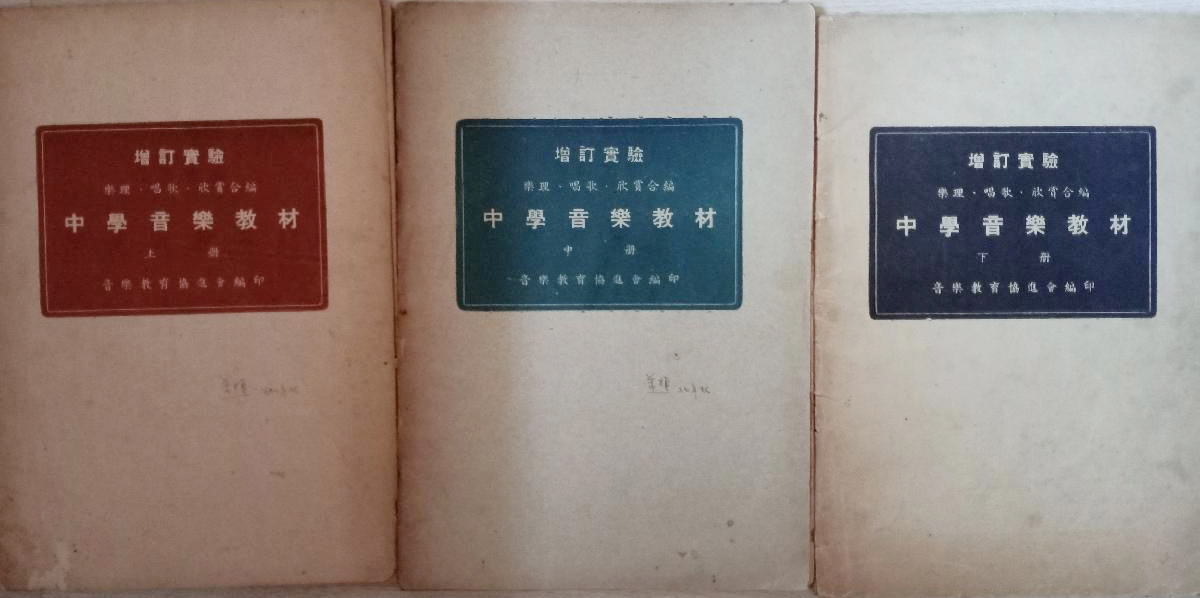 增訂實驗
樂理·唱歌·欣賞合編
中學音樂教材
上 册
音樂教育協進會編印
增訂實驗
樂理·唱歌·欣賞合編
中學音樂教材
中 册
音樂教育協進會編印
增訂實驗
樂理·唱歌·欣賞合編
中學音樂教材
下 册
音樂教育協進會編印